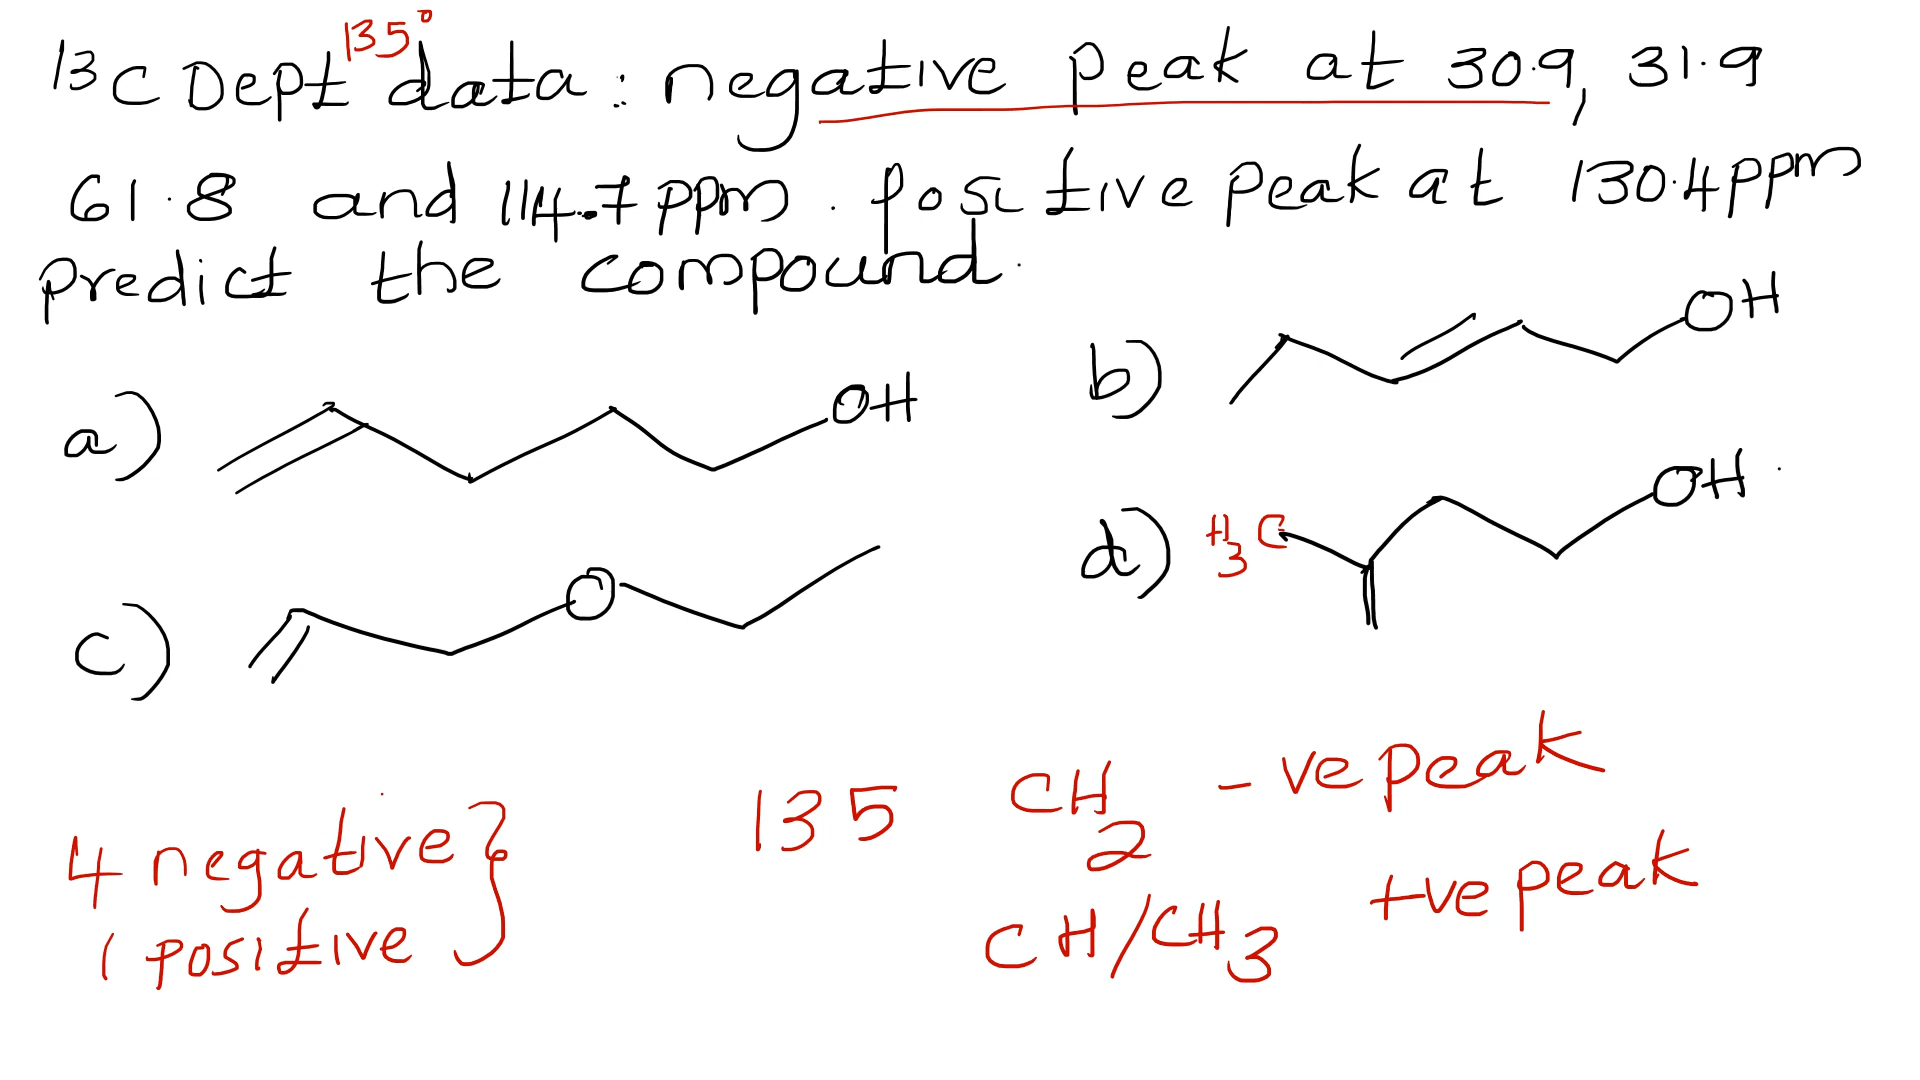 ¹³C Dept 135° data : negative peak at 30.9, 31.9
61.8 and 114.7 ppm. Positive peak at 130.4 ppm
predict the compound.
a) OH
b) OH
c) O
d) H₃C OH
4 negative }
1 positive
135 CH₂ -ve peak
CH/CH₃ +ve peak